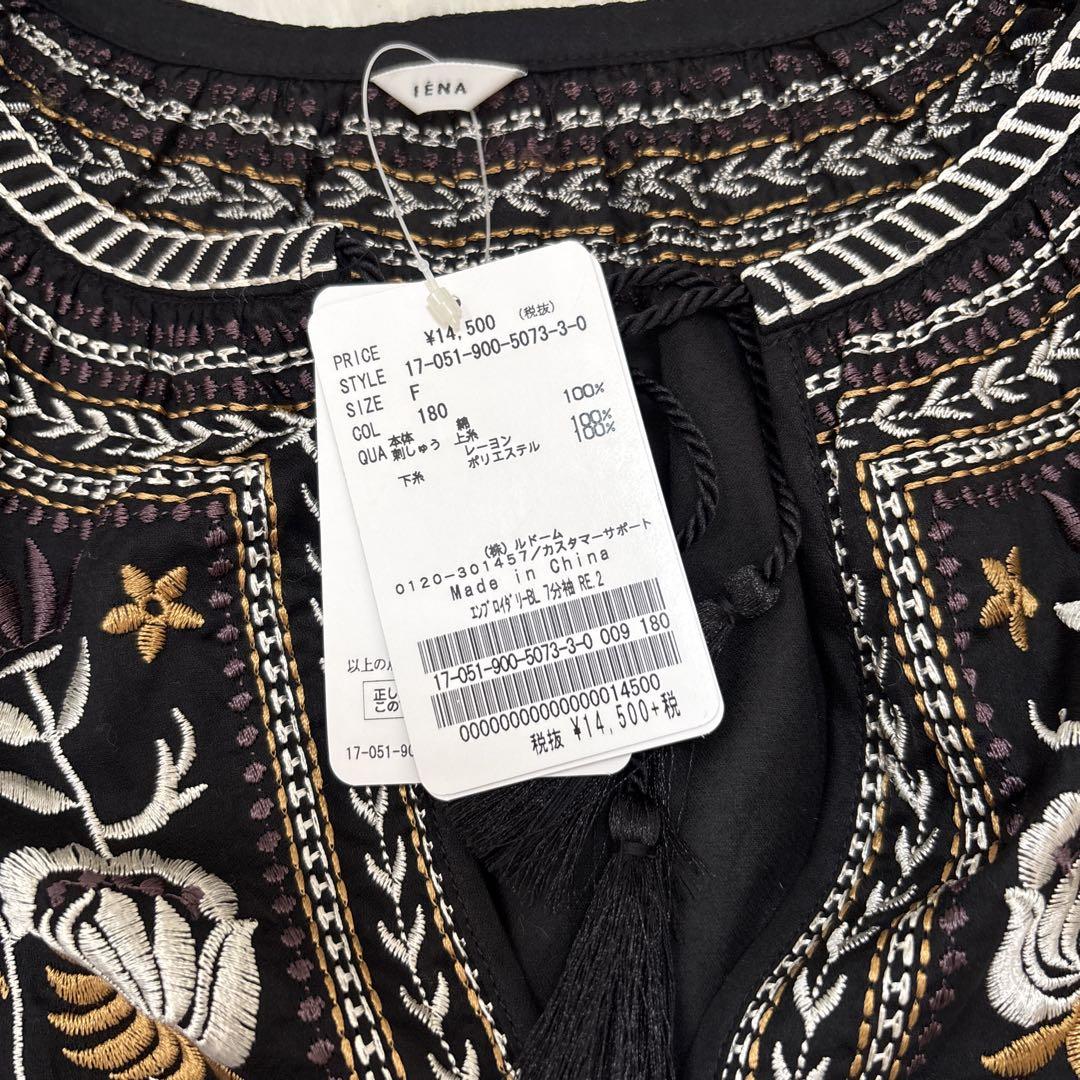 IÉNA
PRICE ¥14,500 (税抜)
STYLE 17-051-900-5073-3-0
SIZE F
COL 180
QUA 本体 綿 100%
刺しゅう 上糸 レーヨン 100%
下糸 ポリエステル 100%
(株) ルドーム
0120-301457/カスタマーサポート
Made in China
ｴﾝﾌﾞﾛｲﾀﾞﾘｰBL 7分袖 RE.2
17-051-900-5073-3-0 009 180
00000000000000014500
税抜 ¥14,500+税
以上の
正し
この
17-051-90